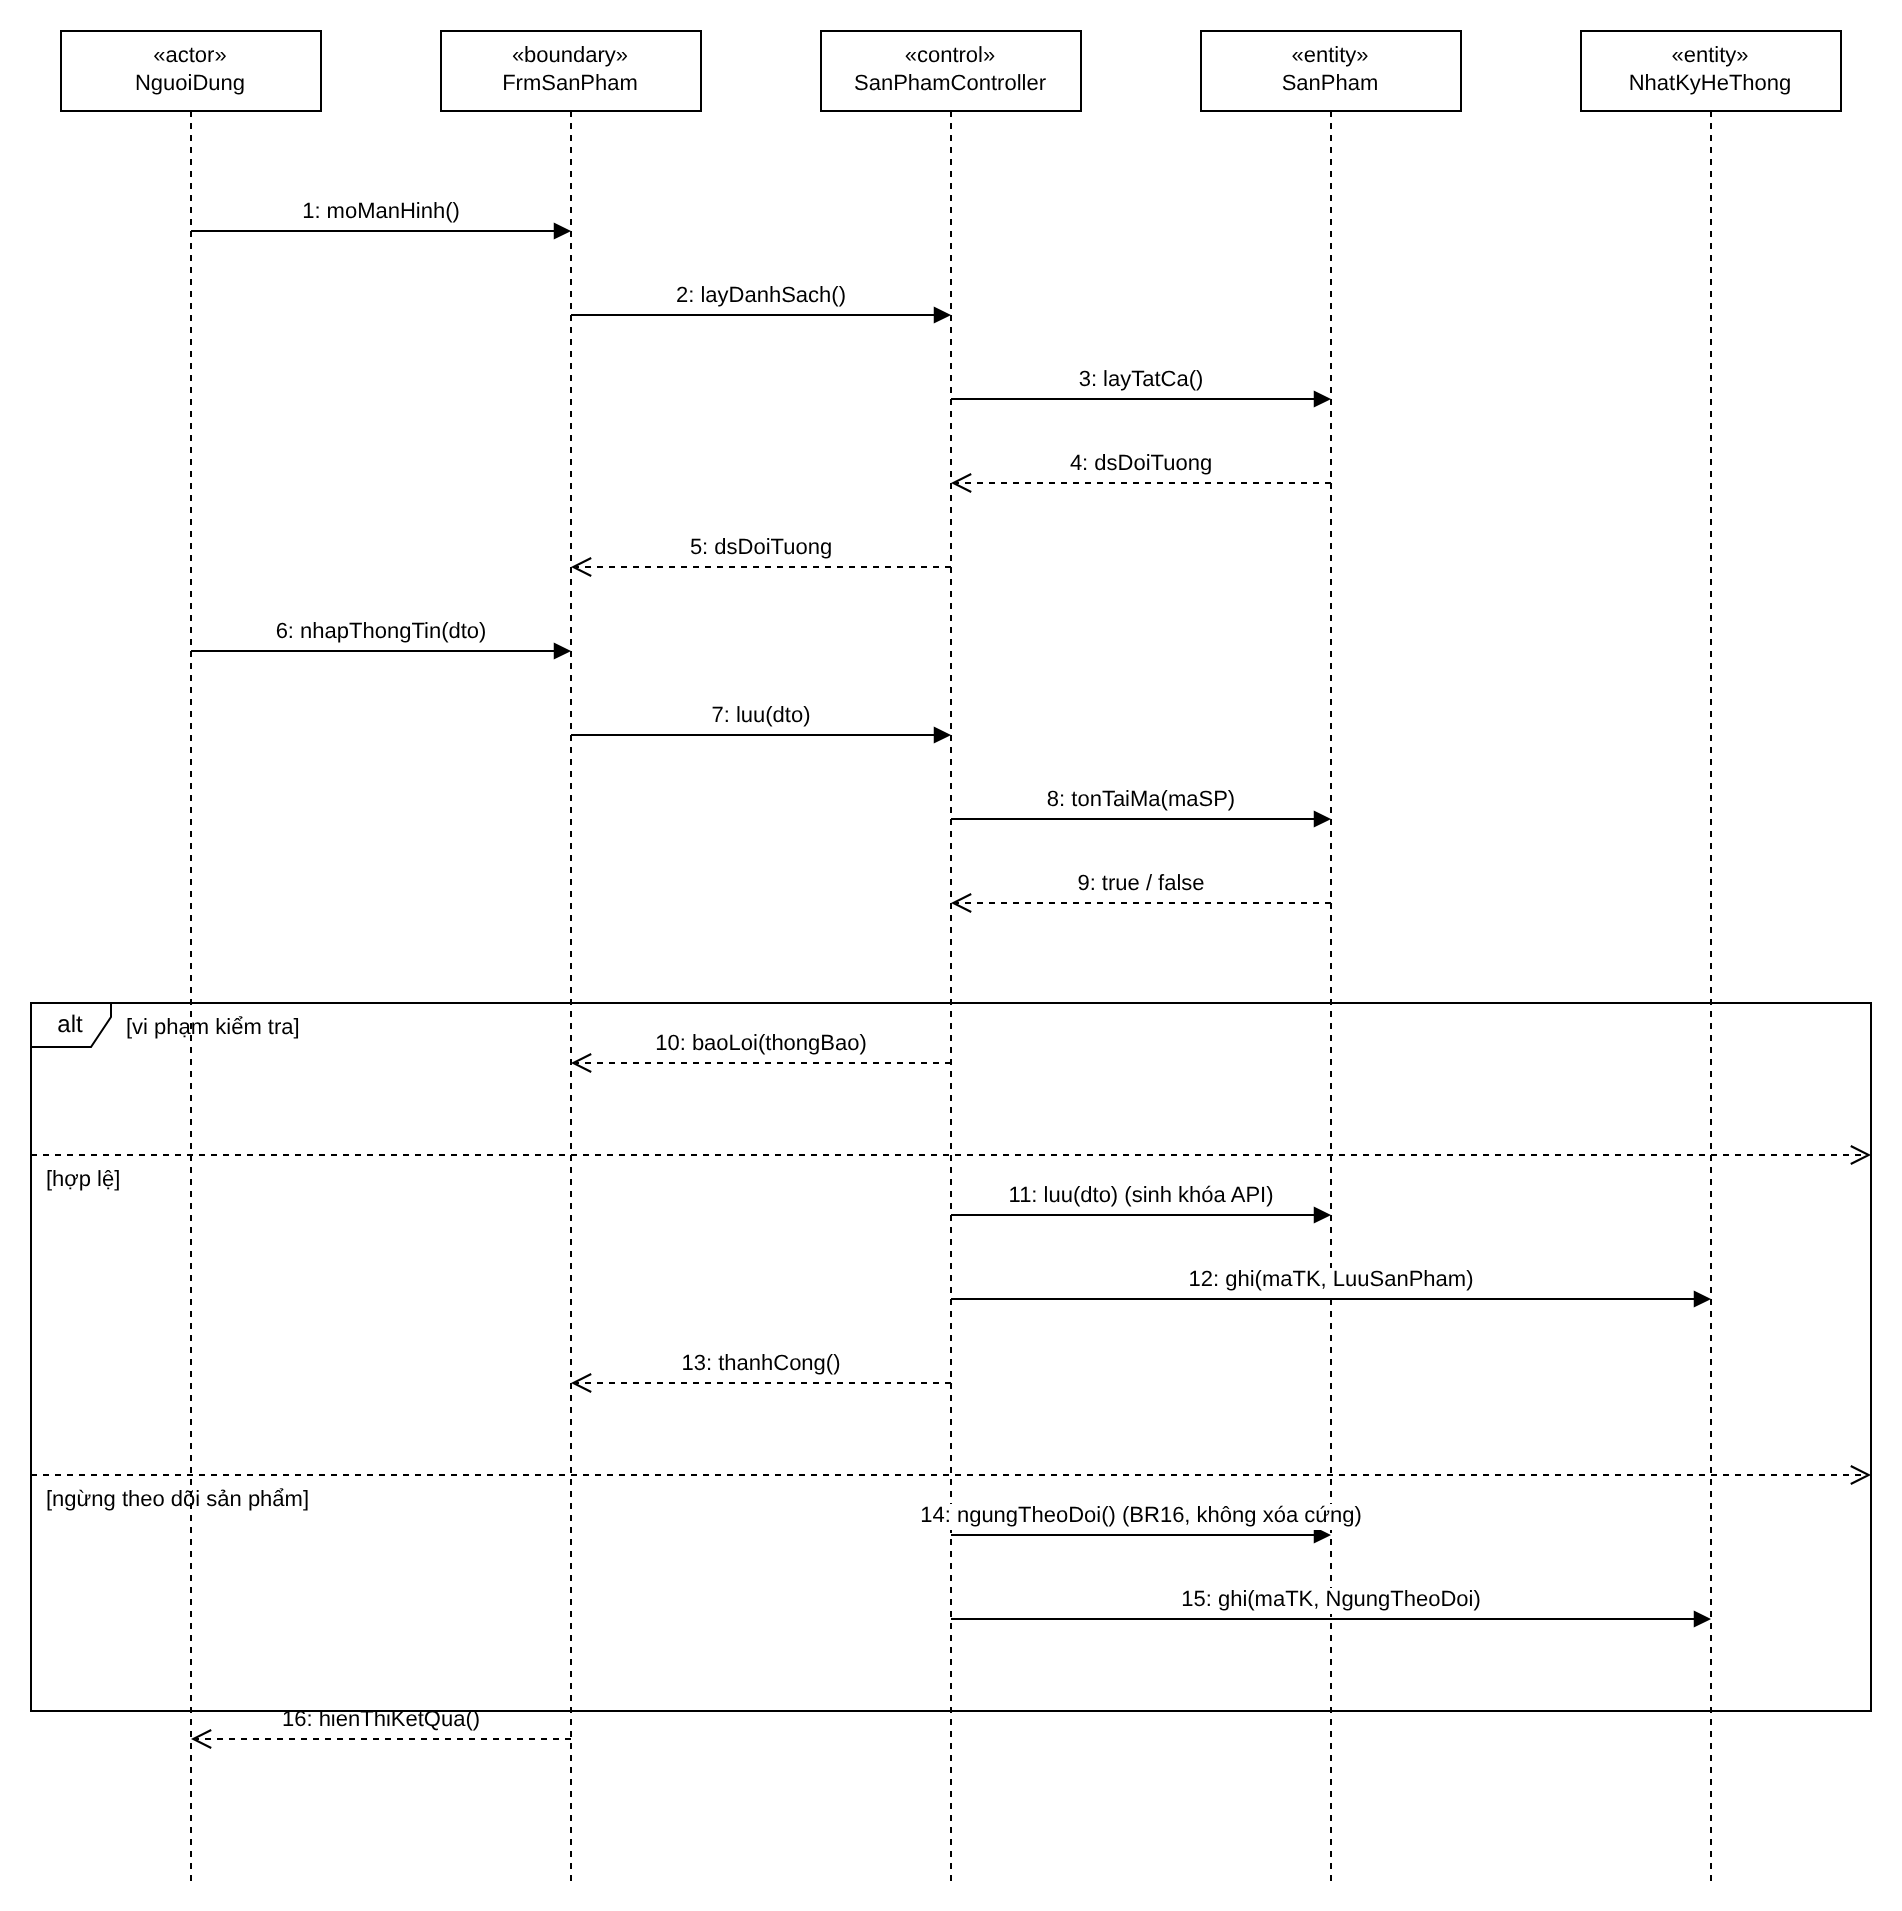 «actor»
NguoiDung
«boundary»
FrmSanPham
«control»
SanPhamController
«entity»
SanPham
«entity»
NhatKyHeThong
1: moManHinh()
2: layDanhSach()
3: layTatCa()
4: dsDoiTuong
5: dsDoiTuong
6: nhapThongTin(dto)
7: luu(dto)
8: tonTaiMa(maSP)
9: true / false
alt
[vi phạm kiểm tra]
10: baoLoi(thongBao)
[hợp lệ]
11: luu(dto) (sinh khóa API)
12: ghi(maTK, LuuSanPham)
13: thanhCong()
[ngừng theo dõi sản phẩm]
14: ngungTheoDoi() (BR16, không xóa cứng)
15: ghi(maTK, NgungTheoDoi)
16: hienThiKetQua()